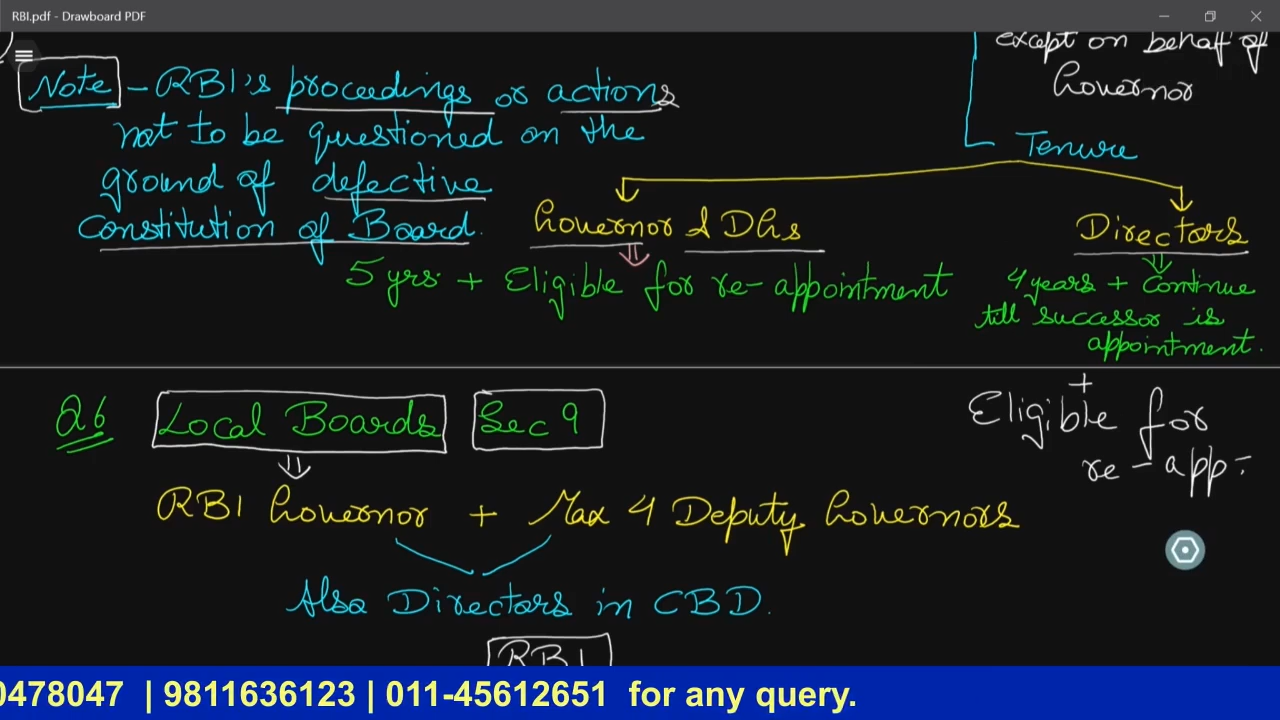 RBI.pdf - Drawboard PDF
except on behalf of
Governor
Note - RBI's proceedings or actions
not to be questioned on the
ground of defective
Constitution of Board.
Tenure
Governor & DGs
5 yrs + Eligible for re-appointment
Directors
4 years + Continue
till successor is
appointment.
+
Eligible for
re-app:
Q6 Local Boards Sec 9
RBI Governor + Max 4 Deputy Governors
Also Directors in CBD.
RBI
0478047 | 9811636123 | 011-45612651 for any query.